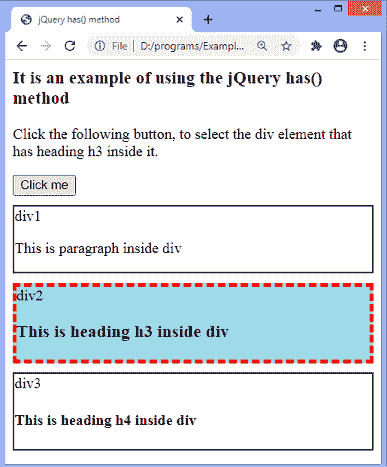 jQuery has() method
File
D:/programs/Exampl...
It is an example of using the jQuery has()
method
Click the following button, to select the div element that
has heading h3 inside it.
Click me
div1
This is paragraph inside div
div2
This is heading h3 inside div
div3
This is heading h4 inside div